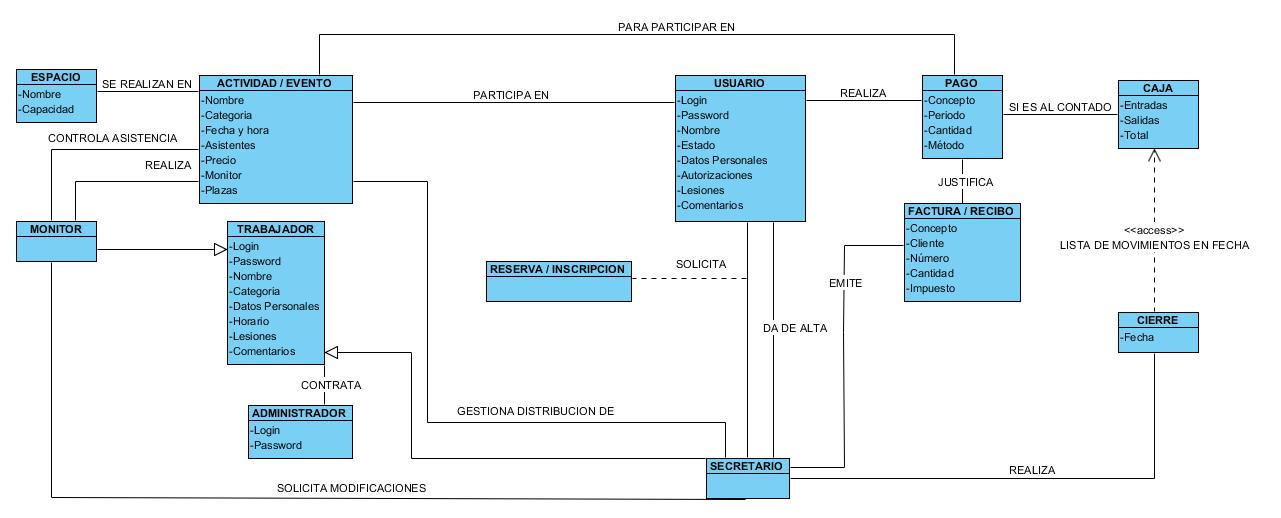 PARA PARTICIPAR EN
ESPACIO
-Nombre
-Capacidad
SE REALIZAN EN
ACTIVIDAD / EVENTO
-Nombre
-Categoria
-Fecha y hora
-Asistentes
-Precio
-Monitor
-Plazas
PARTICIPA EN
USUARIO
-Login
-Password
-Nombre
-Estado
-Datos Personales
-Autorizaciones
-Lesiones
-Comentarios
REALIZA
PAGO
-Concepto
-Periodo
-Cantidad
-Método
SI ES AL CONTADO
CAJA
-Entradas
-Salidas
-Total
CONTROLA ASISTENCIA
REALIZA
JUSTIFICA
MONITOR
TRABAJADOR
-Login
-Password
-Nombre
-Categoria
-Datos Personales
-Horario
-Lesiones
-Comentarios
RESERVA / INSCRIPCION
SOLICITA
FACTURA / RECIBO
-Concepto
-Cliente
-Número
-Cantidad
-Impuesto
<<access>>
LISTA DE MOVIMIENTOS EN FECHA
EMITE
DA DE ALTA
CIERRE
-Fecha
CONTRATA
ADMINISTRADOR
-Login
-Password
GESTIONA DISTRIBUCION DE
SECRETARIO
REALIZA
SOLICITA MODIFICACIONES